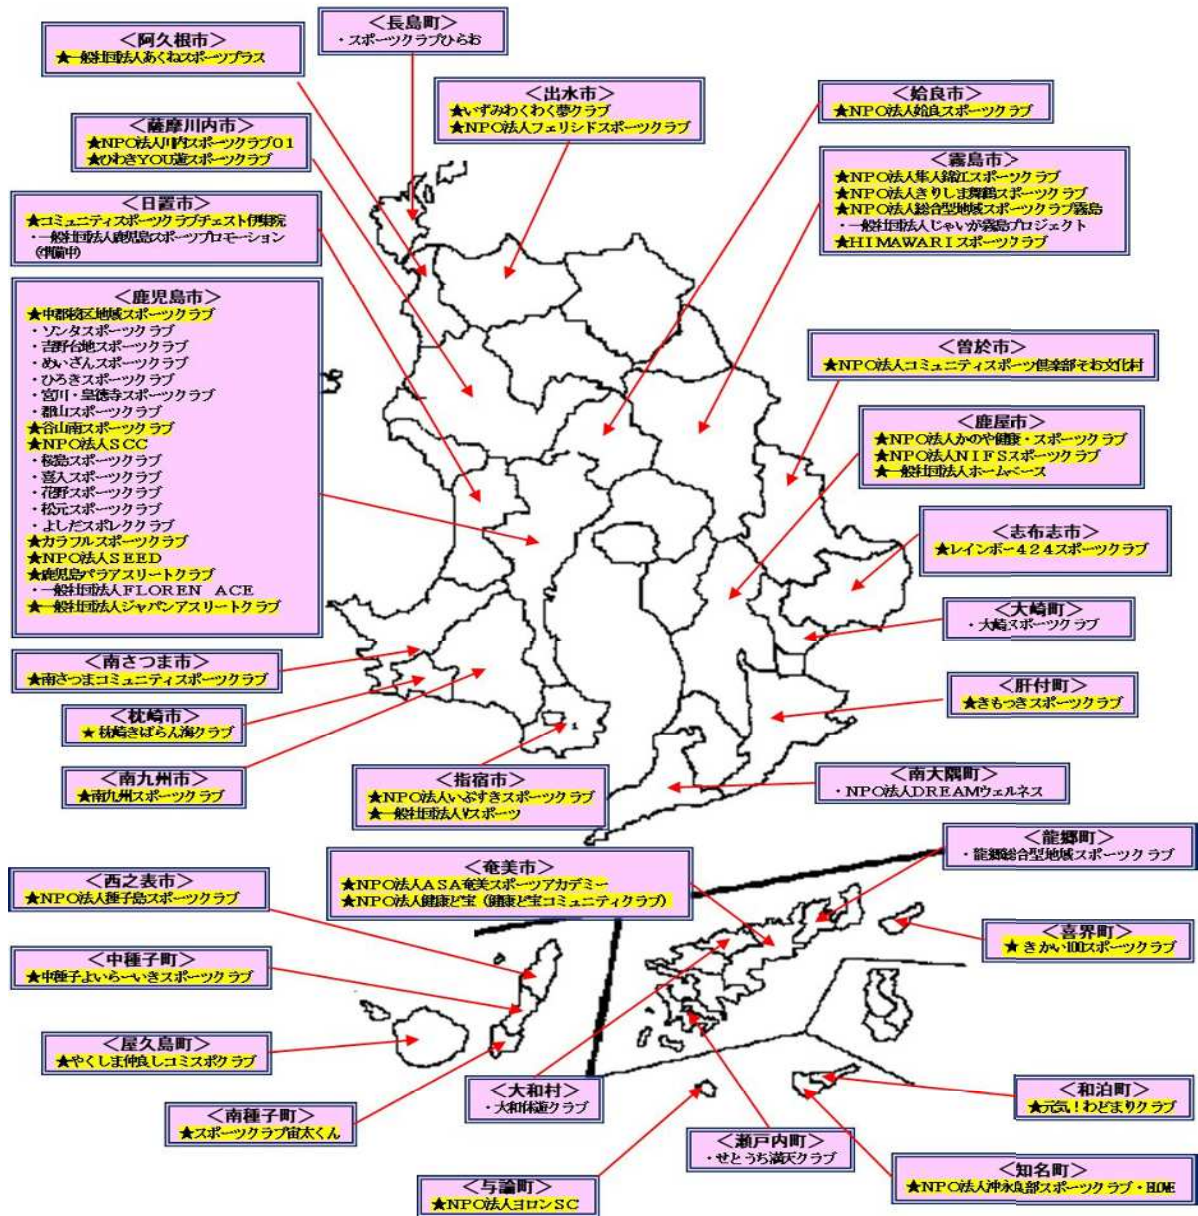 ＜阿久根市＞
★一般社団法人あくねスポーツプラス
＜長島町＞
・スポーツクラブひらお
＜出水市＞
★いずみわくわく夢クラブ
★NPO法人フェリシドスポーツクラブ
＜姶良市＞
★NPO法人姶良スポーツクラブ
＜薩摩川内市＞
★NPO法人川内スポーツクラブ０１
★ひわきYOU遊スポーツクラブ
＜霧島市＞
★NPO法人隼人錦江スポーツクラブ
★NPO法人きりしま舞鶴スポーツクラブ
★NPO法人総合型地域スポーツクラブ霧島
・一般社団法人じゃいが霧島プロジェクト
★HIMAWARIスポーツクラブ
＜日置市＞
★コミュニティスポーツクラブチェスト伊集院
・一般社団法人鹿児島スポーツプロモーション
（準備中）
＜鹿児島市＞
★中郡校区地域スポーツクラブ
・ソンタスポーツクラブ
・吉野台地スポーツクラブ
・めいざんスポーツクラブ
・ひろきスポーツクラブ
・宮川・皇徳寺スポーツクラブ
・郡山スポーツクラブ
★谷山南スポーツクラブ
★NPO法人SCC
・桜島スポーツクラブ
・喜入スポーツクラブ
・花野スポーツクラブ
・松元スポーツクラブ
・よしだスポレククラブ
★カラフルスポーツクラブ
★NPO法人SEED
★鹿児島パラアスリートクラブ
・一般社団法人FLOREN ACE
★一般社団法人ジャパンアスリートクラブ
＜曽於市＞
★NPO法人コミュニティスポーツ倶楽部そお文化村
＜鹿屋市＞
★NPO法人かのや健康・スポーツクラブ
★NPO法人NIFSスポーツクラブ
★一般社団法人ホームベース
＜志布志市＞
★レインボー４２４スポーツクラブ
＜大崎町＞
・大崎スポーツクラブ
＜南さつま市＞
★南さつまコミュニティスポーツクラブ
＜肝付町＞
★きもつきスポーツクラブ
＜枕崎市＞
★枕崎きばらん海クラブ
＜南九州市＞
★南九州スポーツクラブ
＜指宿市＞
★NPO法人いぶすきスポーツクラブ
★一般社団法人Yスポーツ
＜南大隅町＞
・NPO法人DREAMウェルネス
＜龍郷町＞
・龍郷総合型地域スポーツクラブ
＜西之表市＞
★NPO法人種子島スポーツクラブ
＜奄美市＞
★NPO法人ASA奄美スポーツアカデミー
★NPO法人健康ど宝（健康ど宝コミュニティクラブ）
＜喜界町＞
★きかい100スポーツクラブ
＜中種子町＞
★中種子よいらーいきスポーツクラブ
＜屋久島町＞
★やくしま仲良しコミスポクラブ
＜大和村＞
・大和休遊クラブ
＜和泊町＞
★元気！わどまりクラブ
＜南種子町＞
★スポーツクラブ宙太くん
＜瀬戸内町＞
・せとうち満天クラブ
＜知名町＞
★NPO法人沖永良部スポーツクラブ・ELOVE
＜与論町＞
★NPO法人ヨロンSC